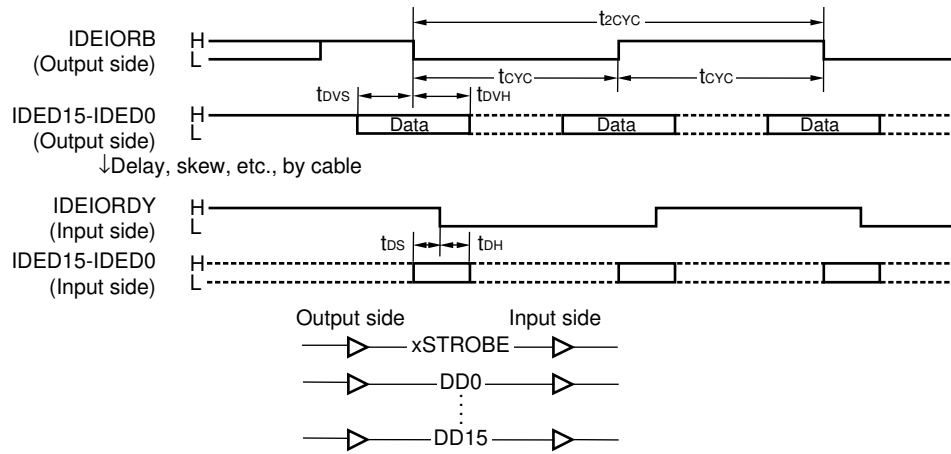 t2CYC
IDEIORB
(Output side)
H
L
tCYC
tCYC
tDVS
tDVH
IDED15-IDED0
(Output side)
H
L
Data
Data
Data
↓Delay, skew, etc., by cable
IDEIORDY
(Input side)
H
L
tDS
tDH
IDED15-IDED0
(Input side)
H
L
Output side
Input side
xSTROBE
DD0
DD15